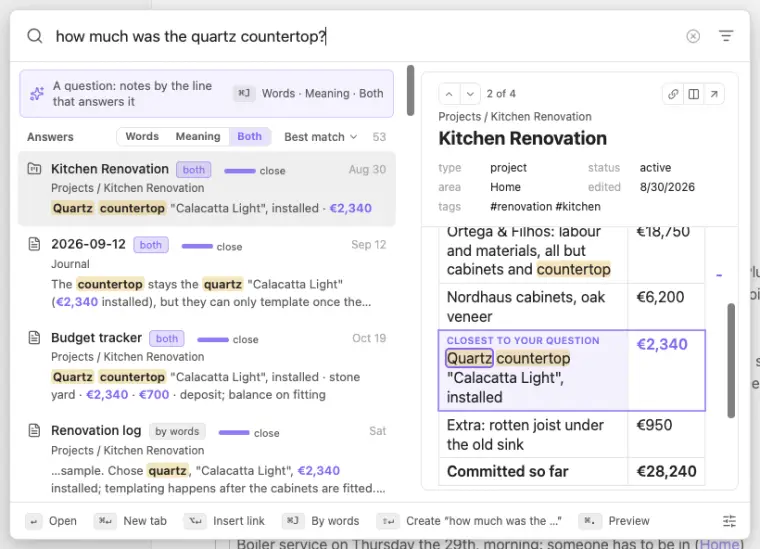 how much was the quartz countertop?
A question: notes by the line
that answers it
⌘J Words · Meaning · Both
Answers Words Meaning Both Best match 53
Kitchen Renovation both close Aug 30
Projects / Kitchen Renovation
Quartz countertop "Calacatta Light", installed · €2,340
2026-09-12 both close Sep 12
Journal
The countertop stays the quartz "Calacatta Light"
(€2,340 installed), but they can only template once the…
Budget tracker both close Oct 19
Projects / Kitchen Renovation
Quartz countertop "Calacatta Light", installed · stone
yard · €2,340 · €700 · deposit; balance on fitting
Renovation log by words close Sat
Projects / Kitchen Renovation
…sample. Chose quartz, "Calacatta Light", €2,340
installed; templating happens after the cabinets are fitted.…
2 of 4
Projects / Kitchen Renovation
Kitchen Renovation
type project status active
area Home edited 8/30/2026
tags #renovation #kitchen
Ortega & Filhos: labour €18,750
and materials, all but
cabinets and countertop
Nordhaus cabinets, oak €6,200
veneer
CLOSEST TO YOUR QUESTION
Quartz countertop €2,340
"Calacatta Light",
installed
Extra: rotten joist under €950
the old sink
Committed so far €28,240
↵ Open ⌘↵ New tab ⌥↵ Insert link ⌘J By words ⇧↵ Create "how much was the …" ⌘. Preview
Boiler service on Thursday the 29th, morning: someone has to be in (Home)